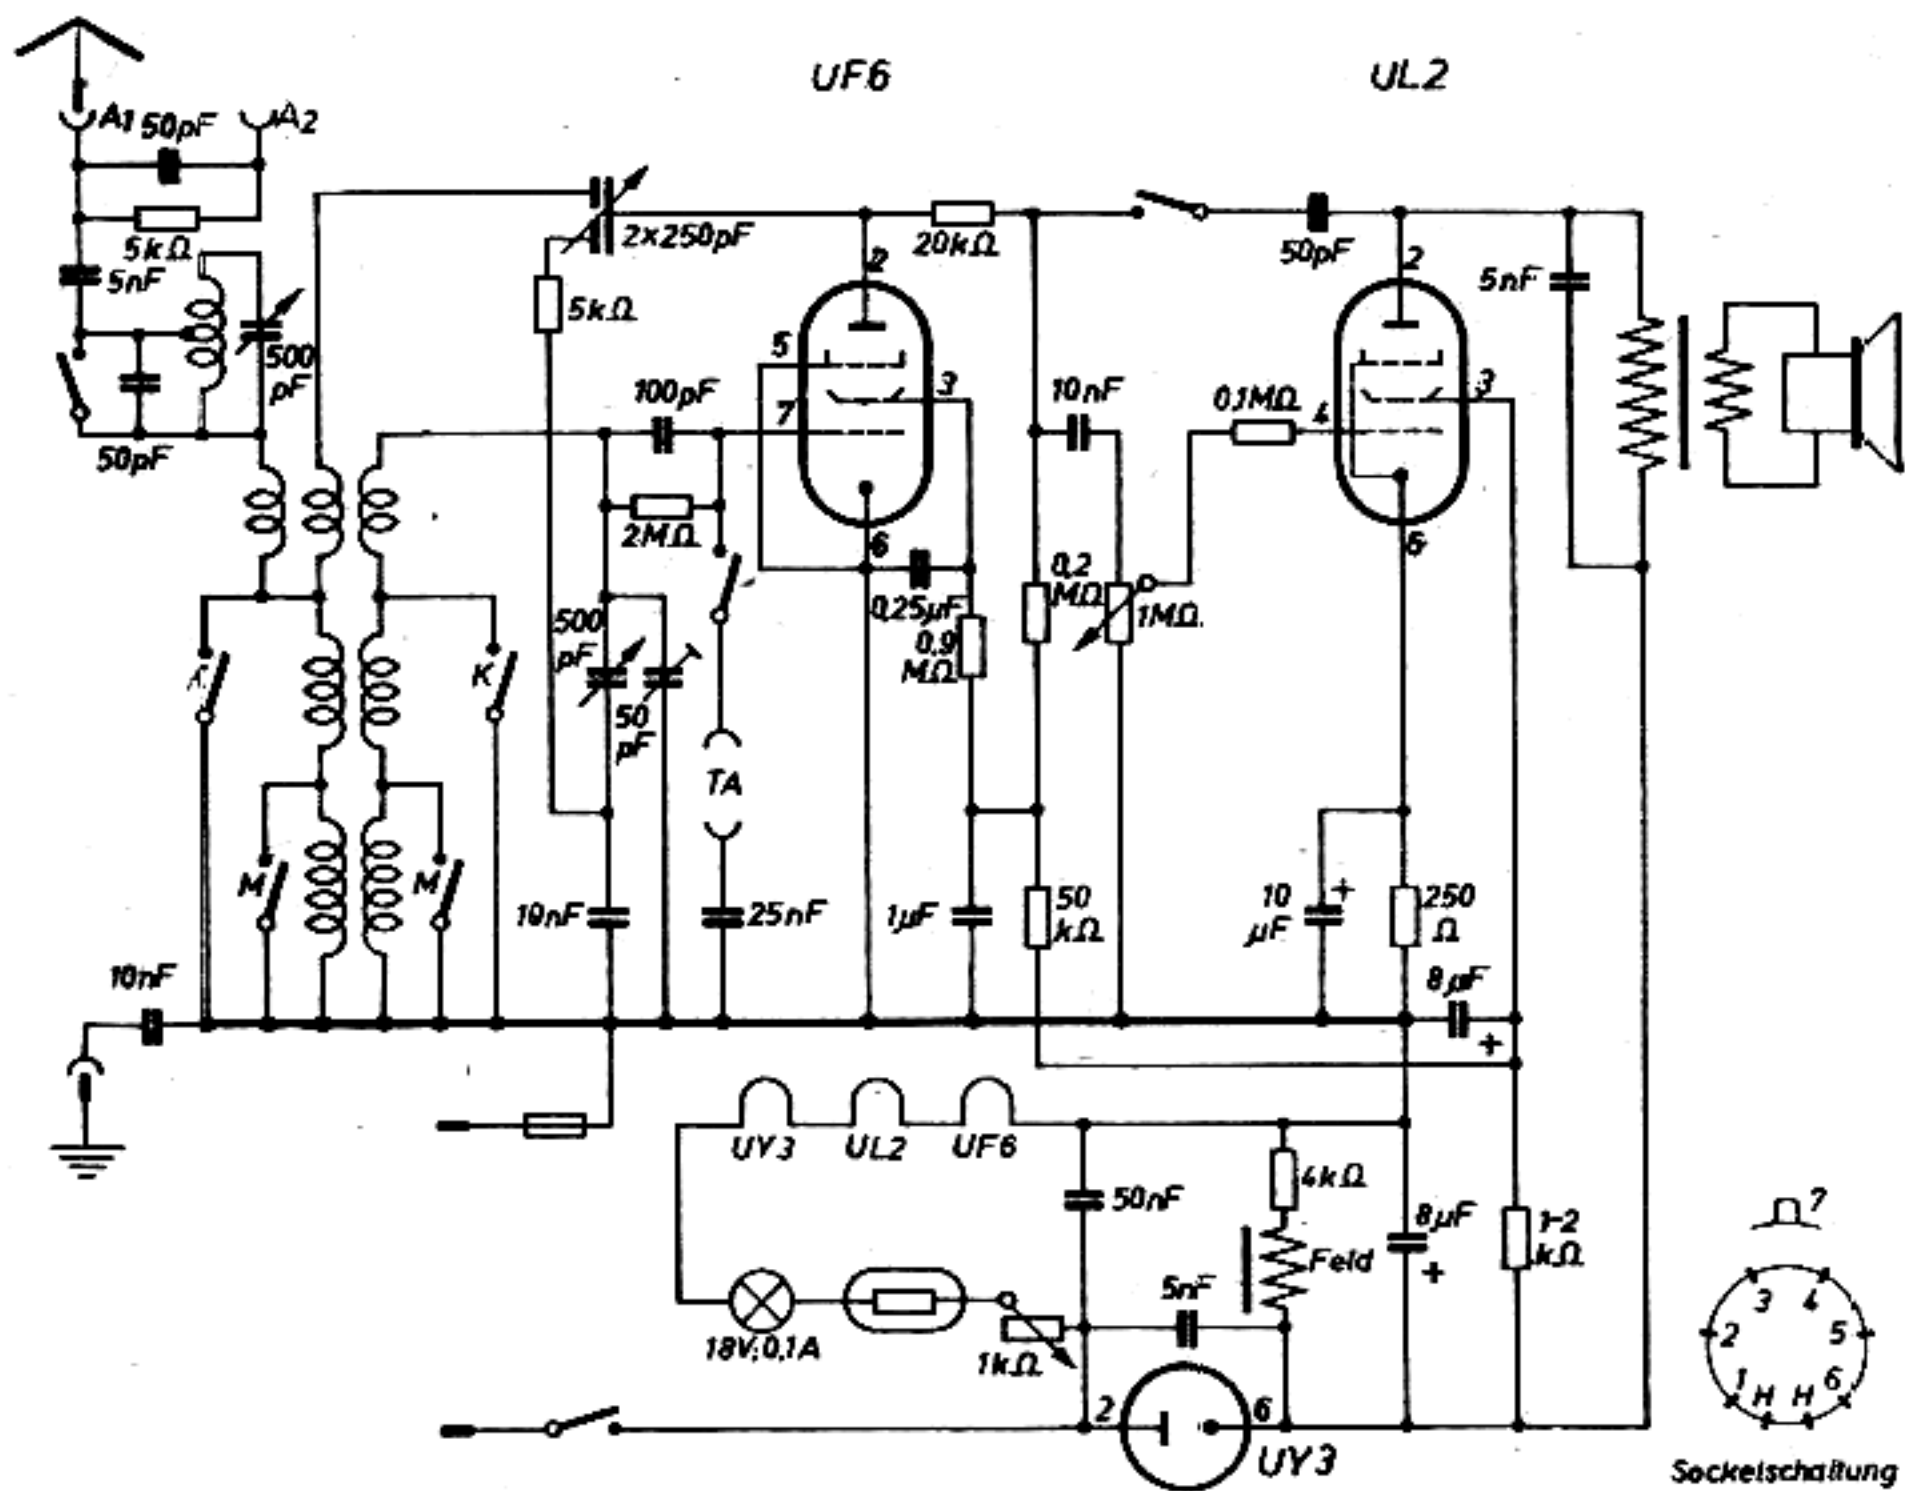 UF6
UL2
A1
50pF
A2
5kΩ
5nF
500
pF
50pF
2×250pF
20kΩ
50pF
5nF
5kΩ
2
2
5
3
7
6
100pF
2MΩ
10nF
0,1MΩ
4
3
6
0,25µF
0,9
MΩ
0,2
MΩ
1MΩ
500
pF
50
pF
TA
K
K
M
M
10nF
10nF
25nF
1µF
50
kΩ
10
µF
+
250
Ω
8µF
+
UY3
UL2
UF6
50nF
4kΩ
Feld
8µF
+
1-2
kΩ
18V;0,1A
1kΩ
5nF
2
6
UY3
7
3
4
2
5
1
H
H
6
Sockelschaltung